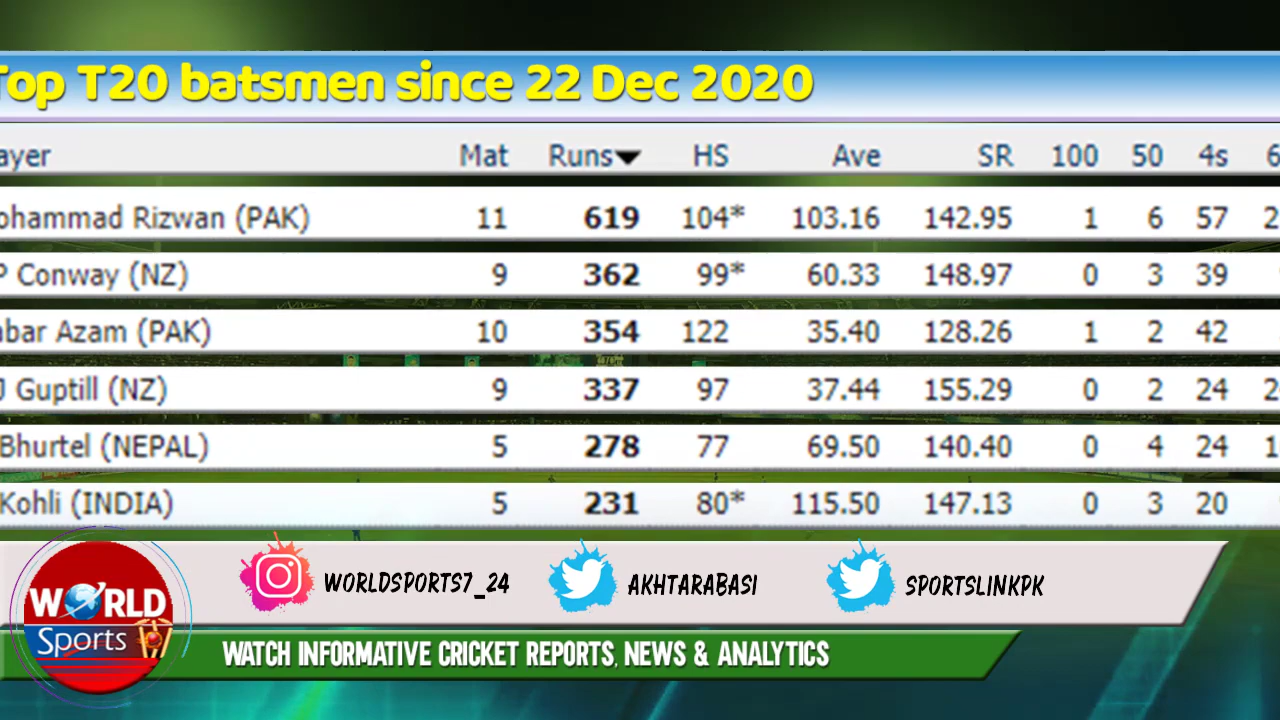 Top T20 batsmen since 22 Dec 2020
ayer Mat Runs HS Ave SR 100 50 4s 6
ohammad Rizwan (PAK) 11 619 104* 103.16 142.95 1 6 57 2
P Conway (NZ) 9 362 99* 60.33 148.97 0 3 39
abar Azam (PAK) 10 354 122 35.40 128.26 1 2 42
J Guptill (NZ) 9 337 97 37.44 155.29 0 2 24 2
Bhurtel (NEPAL) 5 278 77 69.50 140.40 0 4 24 1
Kohli (INDIA) 5 231 80* 115.50 147.13 0 3 20
WORLDSPORTS7_24 AKHTARABASI SPORTSLINKPK
WORLD
Sports
WATCH INFORMATIVE CRICKET REPORTS, NEWS & ANALYTICS